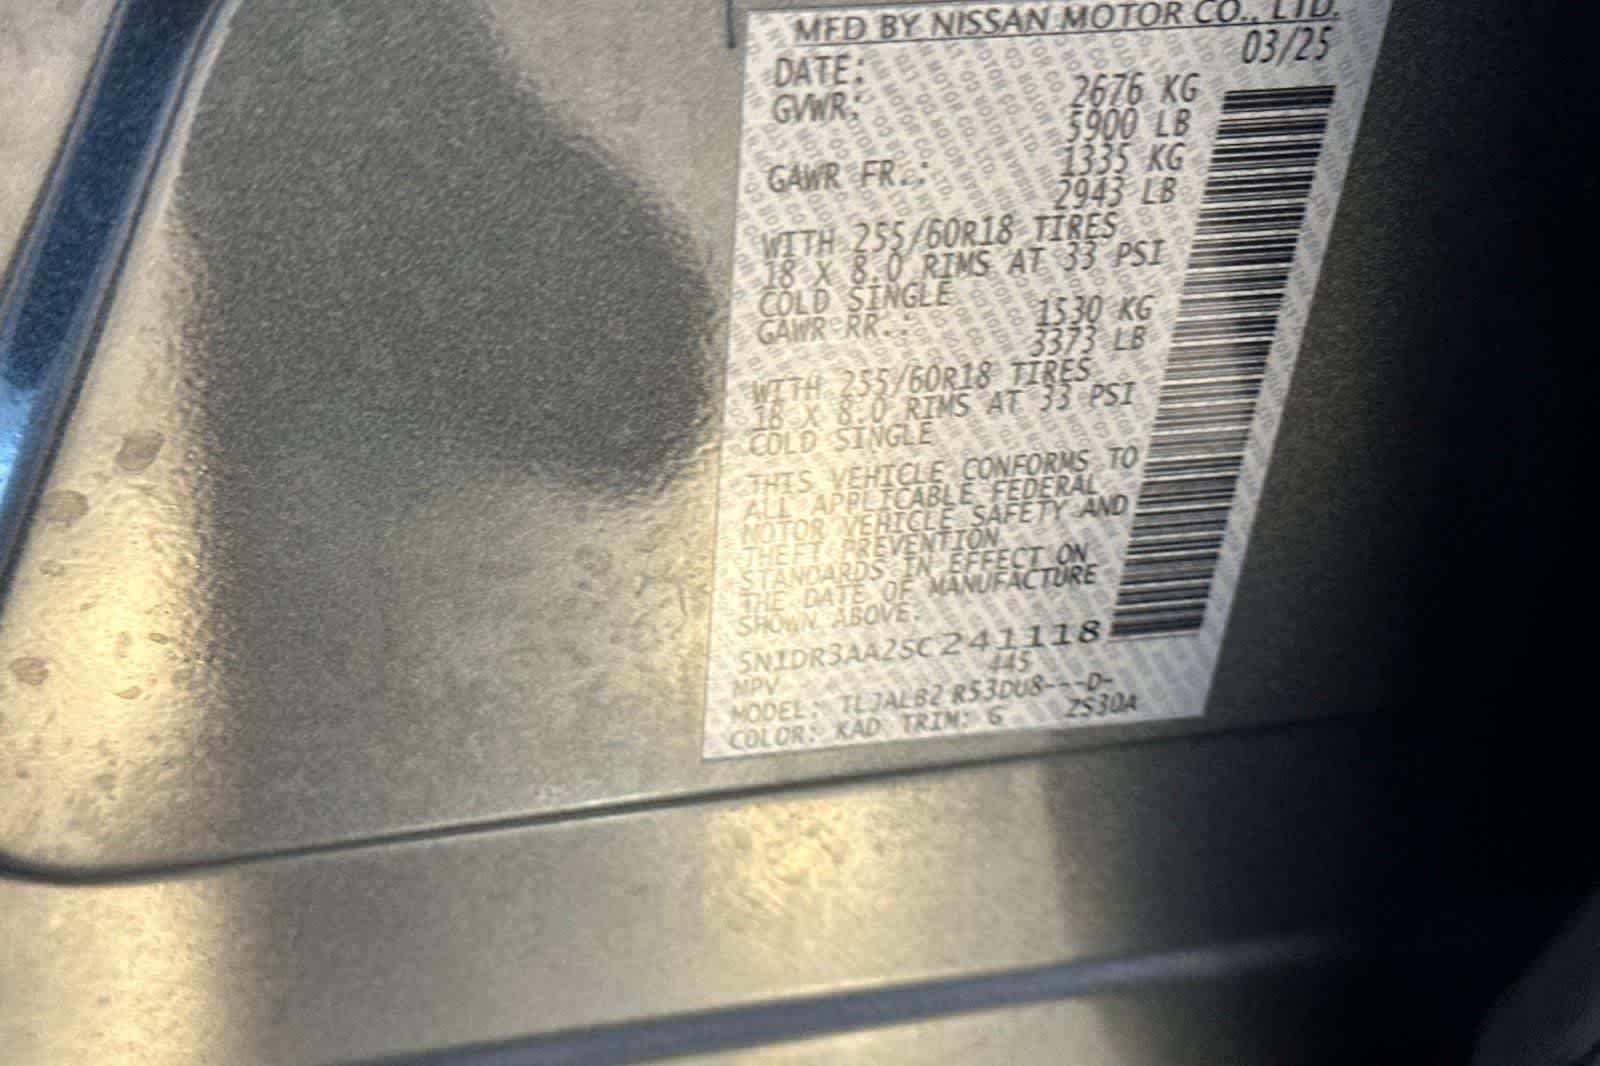 MFD BY NISSAN MOTOR CO., LTD.
DATE: 03/25
GVWR: 2676 KG
5900 LB
GAWR FR.: 1335 KG
2943 LB
WITH 255/60R18 TIRES
18 X 8.0 RIMS AT 33 PSI
COLD SINGLE
GAWR RR.: 1530 KG
3373 LB
WITH 255/60R18 TIRES
18 X 8.0 RIMS AT 33 PSI
COLD SINGLE
THIS VEHICLE CONFORMS TO
ALL APPLICABLE FEDERAL
MOTOR VEHICLE SAFETY AND
THEFT PREVENTION
STANDARDS IN EFFECT ON
THE DATE OF MANUFACTURE
SHOWN ABOVE.
5N1DR3AA2SC241118
MPV 445
MODEL: TLJALB2 R53DU8---D-
COLOR: KAD TRIM: G ZS30A